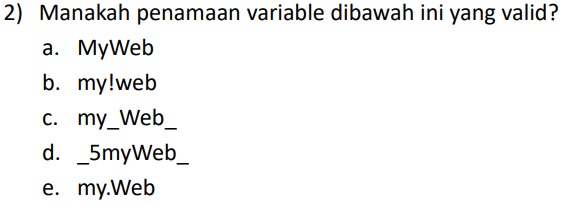 2) Manakah penamaan variable dibawah ini yang valid?
a. MyWeb
b. my!web
c. my_Web_
d. _5myWeb_
e. my.Web